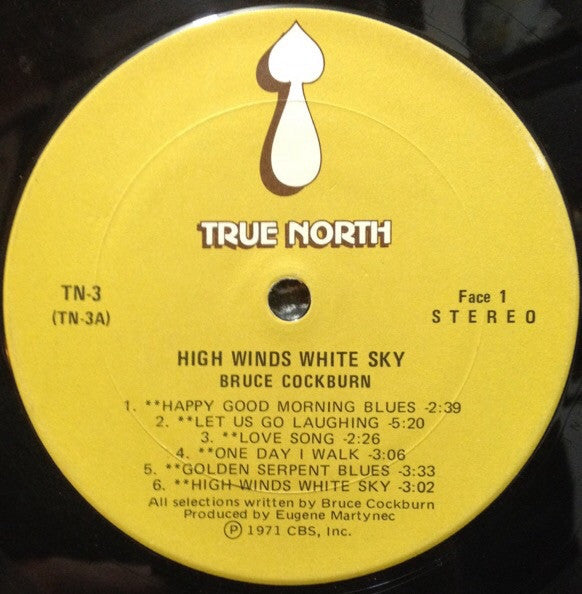 TRUE NORTH
TN-3
(TN-3A)
Face 1
STEREO
HIGH WINDS WHITE SKY
BRUCE COCKBURN
1. **HAPPY GOOD MORNING BLUES -2:39
2. **LET US GO LAUGHING -5:20
3. **LOVE SONG -2:26
4. **ONE DAY I WALK -3:06
5. **GOLDEN SERPENT BLUES -3:33
6. **HIGH WINDS WHITE SKY -3:02
All selections written by Bruce Cockburn
Produced by Eugene Martynec
Ⓟ 1971 CBS, Inc.